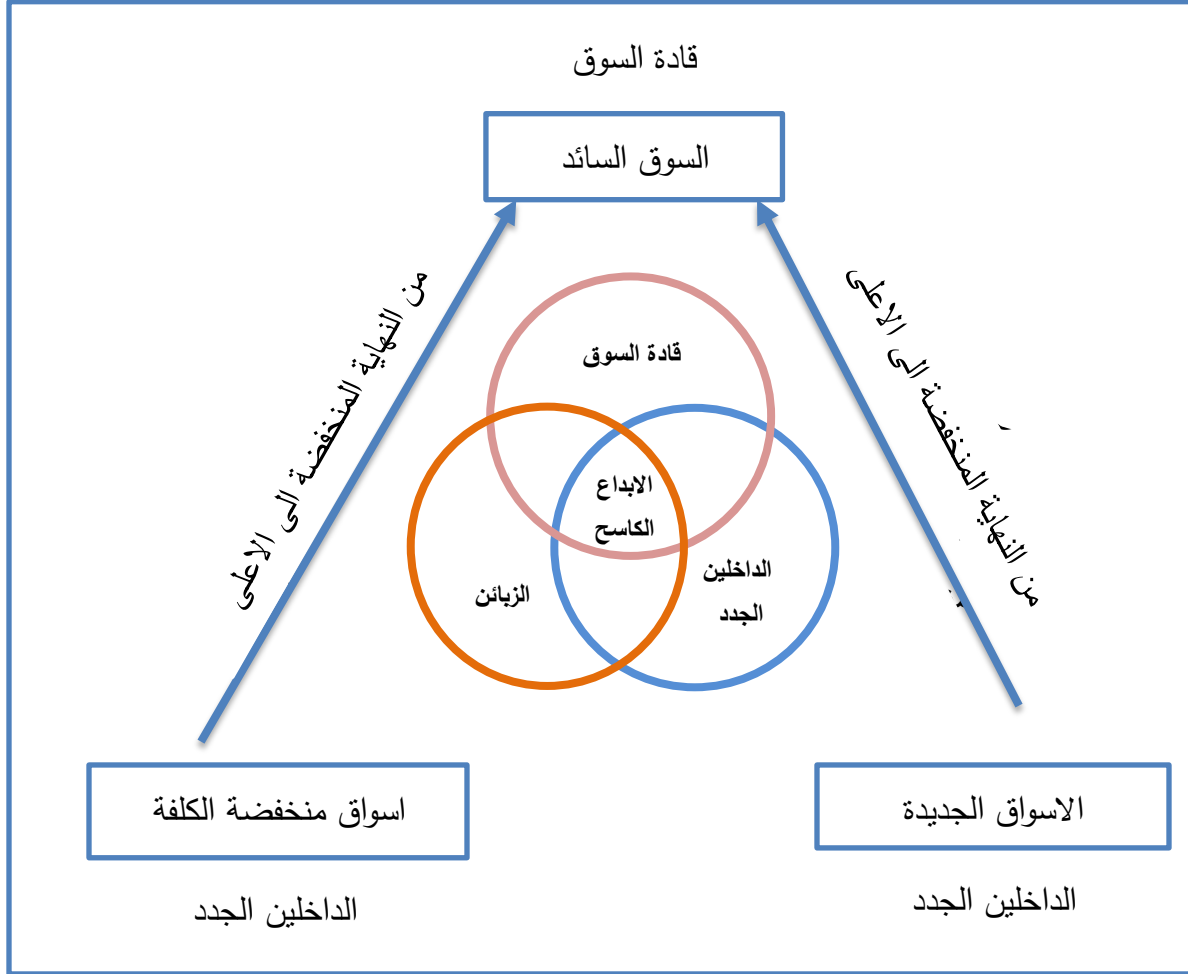 قادة السوق
السوق السائد
من النهاية المنخفضة الى الاعلى
من النهاية المنخفضة الى الاعلى
قادة السوق
الابداع
الكاسح
الداخلين
الجدد
الزبائن
الاسواق الجديدة
اسواق منخفضة الكلفة
الداخلين الجدد
الداخلين الجدد